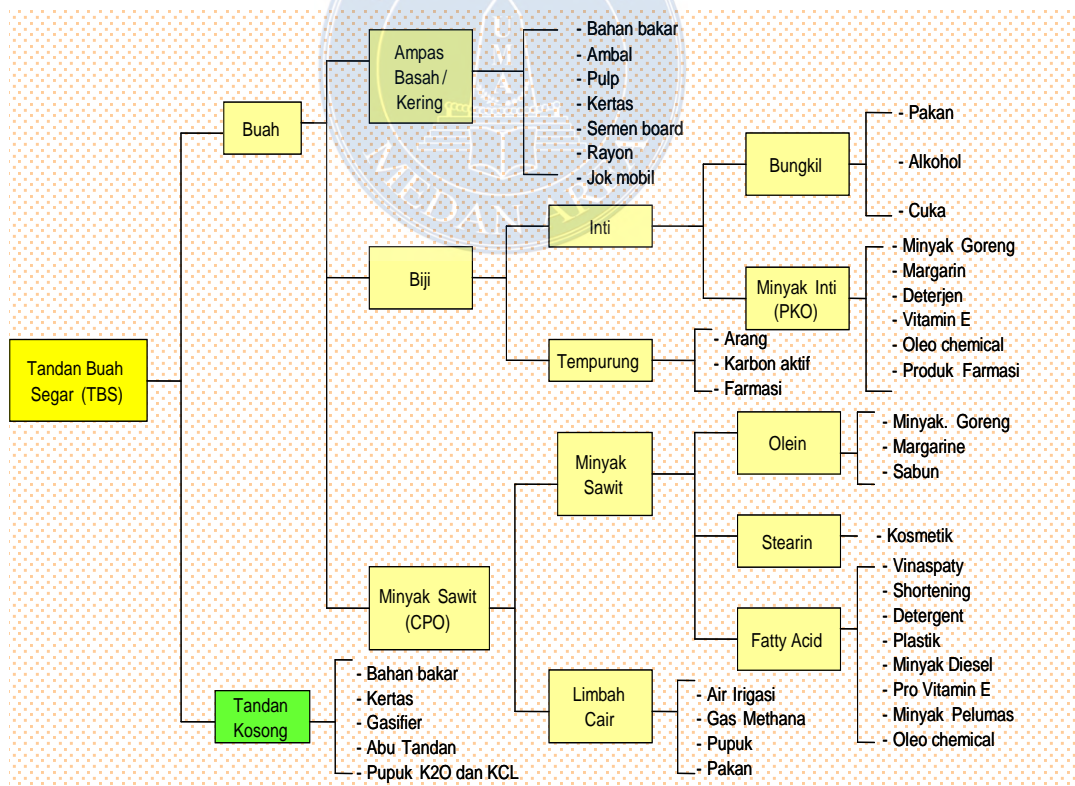 Tandan Buah
Segar (TBS)
Buah
Ampas
Basah/
Kering
- Bahan bakar
- Ambal
- Pulp
- Kertas
- Semen board
- Rayon
- Jok mobil
Biji
Inti
Bungkil
- Pakan
- Alkohol
- Cuka
Minyak Inti
(PKO)
- Minyak Goreng
- Margarin
- Deterjen
- Vitamin E
- Oleo chemical
- Produk Farmasi
Tempurung
- Arang
- Karbon aktif
- Farmasi
Minyak Sawit
(CPO)
Minyak
Sawit
Olein
- Minyak. Goreng
- Margarine
- Sabun
Stearin
- Kosmetik
Fatty Acid
- Vinaspaty
- Shortening
- Detergent
- Plastik
- Minyak Diesel
- Pro Vitamin E
- Minyak Pelumas
- Oleo chemical
Limbah
Cair
- Air Irigasi
- Gas Methana
- Pupuk
- Pakan
Tandan
Kosong
- Bahan bakar
- Kertas
- Gasifier
- Abu Tandan
- Pupuk K2O dan KCL
UMA
MEDAN